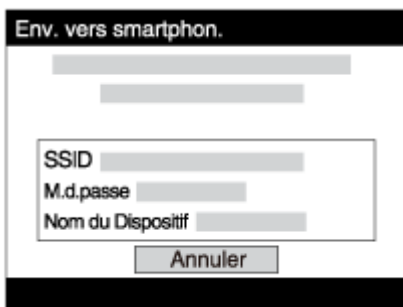 Env. vers smartphon.
SSID
M.d.passe
Nom du Dispositif
Annuler